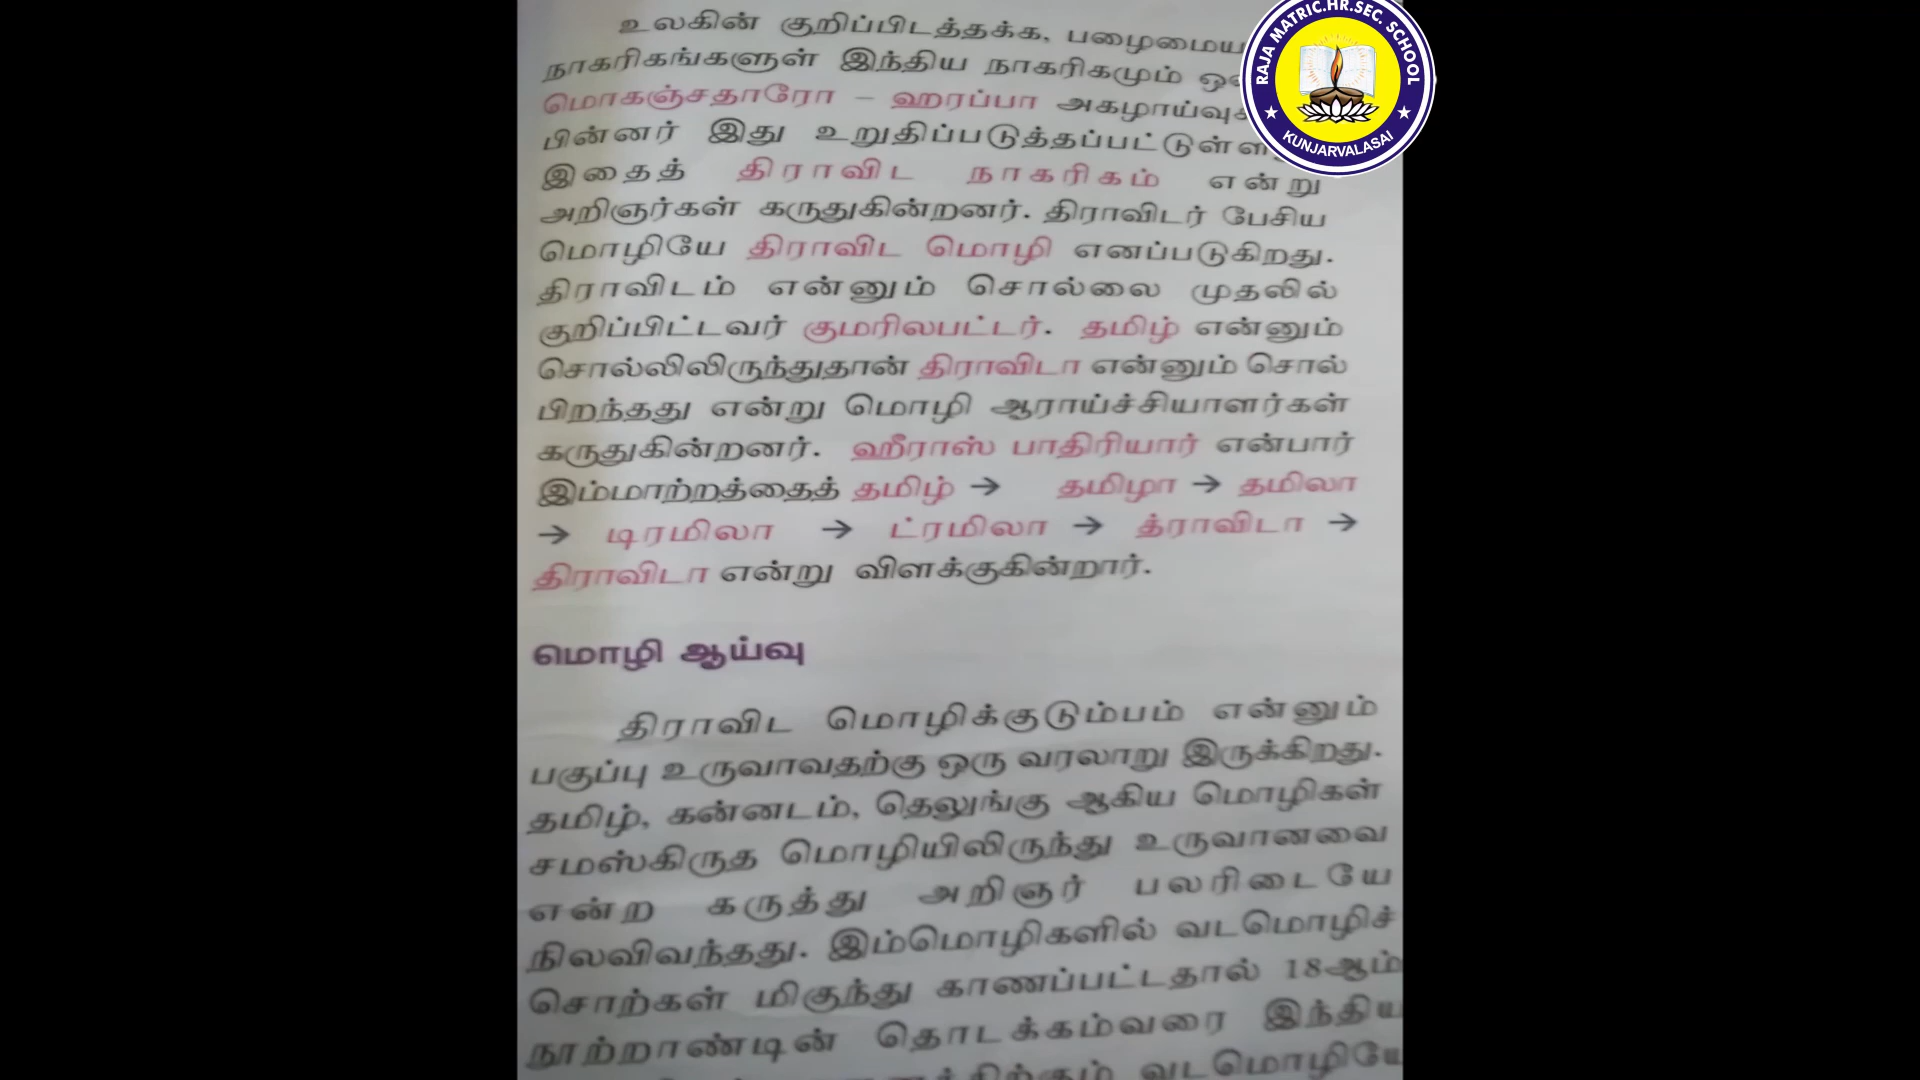 உலகின் குறிப்பிடத்தக்க, பழைமைய
நாகரிகங்களுள் இந்திய நாகரிகமும்
மொகஞ்சதாரோ – ஹரப்பா அகழாய்வு
பின்னர் இது உறுதிப்படுத்தப்பட்டுள்ள
இதைத் திராவிட நாகரிகம் என்று
அறிஞர்கள் கருதுகின்றனர். திராவிடர் பேசிய
மொழியே திராவிட மொழி எனப்படுகிறது.
திராவிடம் என்னும் சொல்லை முதலில்
குறிப்பிட்டவர் குமரிலபட்டர். தமிழ் என்னும்
சொல்லிலிருந்துதான் திராவிடா என்னும் சொல்
பிறந்தது என்று மொழி ஆராய்ச்சியாளர்கள்
கருதுகின்றனர். ஹீராஸ் பாதிரியார் என்பார்
இம்மாற்றத்தைத் தமிழ் → தமிழா → தமிலா
→ டிரமிலா → ட்ரமிலா → த்ராவிடா →
திராவிடா என்று விளக்குகின்றார்.
மொழி ஆய்வு
திராவிட மொழிக்குடும்பம் என்னும்
பகுப்பு உருவாவதற்கு ஒரு வரலாறு இருக்கிறது.
தமிழ், கன்னடம், தெலுங்கு ஆகிய மொழிகள்
சமஸ்கிருத மொழியிலிருந்து உருவானவை
என்ற கருத்து அறிஞர் பலரிடையே
நிலவிவந்தது. இம்மொழிகளில் வடமொழிச்
சொற்கள் மிகுந்து காணப்பட்டதால் 18ஆம்
நூற்றாண்டின் தொடக்கம்வரை இந்திய
வடமொழியே
RAJA MATRIC.HR.SEC. SCHOOL
KUNJARVALASAI